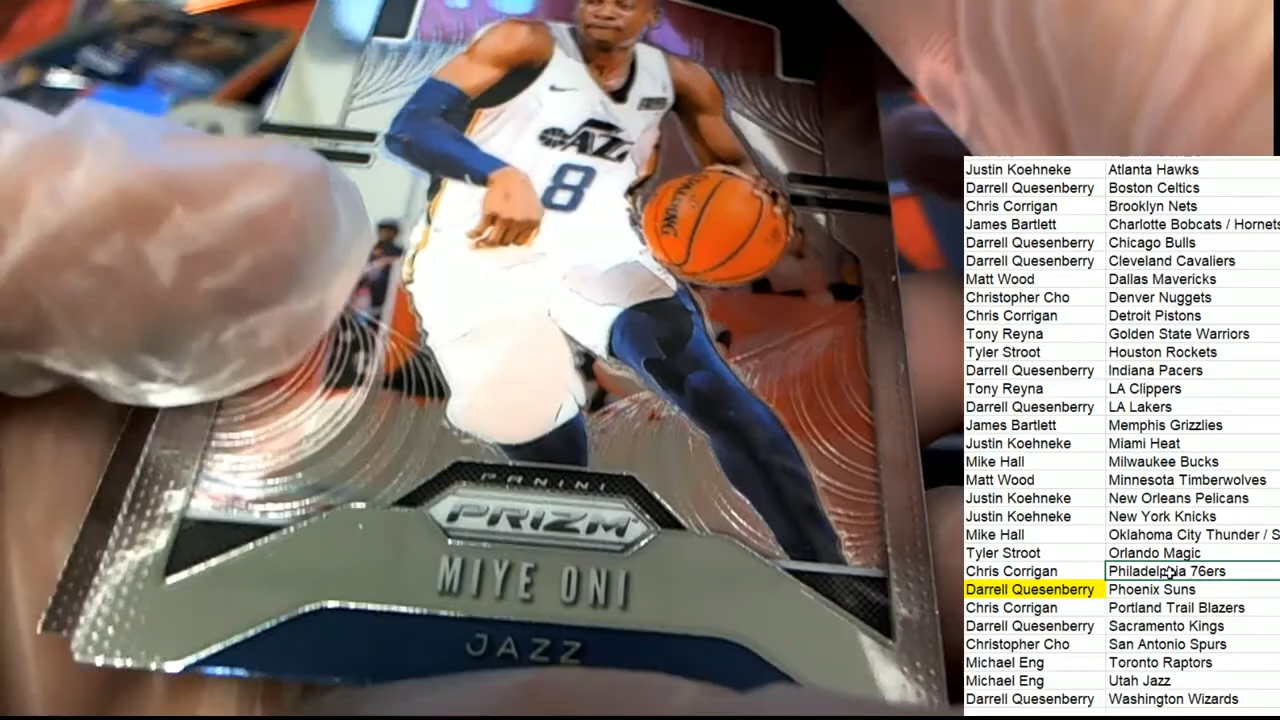 JAZZ
8
SPALDING
PANINI
PRIZM
MIYE ONI
JAZZ
Justin Koehneke Atlanta Hawks
Darrell Quesenberry Boston Celtics
Chris Corrigan Brooklyn Nets
James Bartlett Charlotte Bobcats / Hornets
Darrell Quesenberry Chicago Bulls
Darrell Quesenberry Cleveland Cavaliers
Matt Wood Dallas Mavericks
Christopher Cho Denver Nuggets
Chris Corrigan Detroit Pistons
Tony Reyna Golden State Warriors
Tyler Stroot Houston Rockets
Darrell Quesenberry Indiana Pacers
Tony Reyna LA Clippers
Darrell Quesenberry LA Lakers
James Bartlett Memphis Grizzlies
Justin Koehneke Miami Heat
Mike Hall Milwaukee Bucks
Matt Wood Minnesota Timberwolves
Justin Koehneke New Orleans Pelicans
Justin Koehneke New York Knicks
Mike Hall Oklahoma City Thunder / S
Tyler Stroot Orlando Magic
Chris Corrigan Philadelphia 76ers
Darrell Quesenberry Phoenix Suns
Chris Corrigan Portland Trail Blazers
Darrell Quesenberry Sacramento Kings
Christopher Cho San Antonio Spurs
Michael Eng Toronto Raptors
Michael Eng Utah Jazz
Darrell Quesenberry Washington Wizards